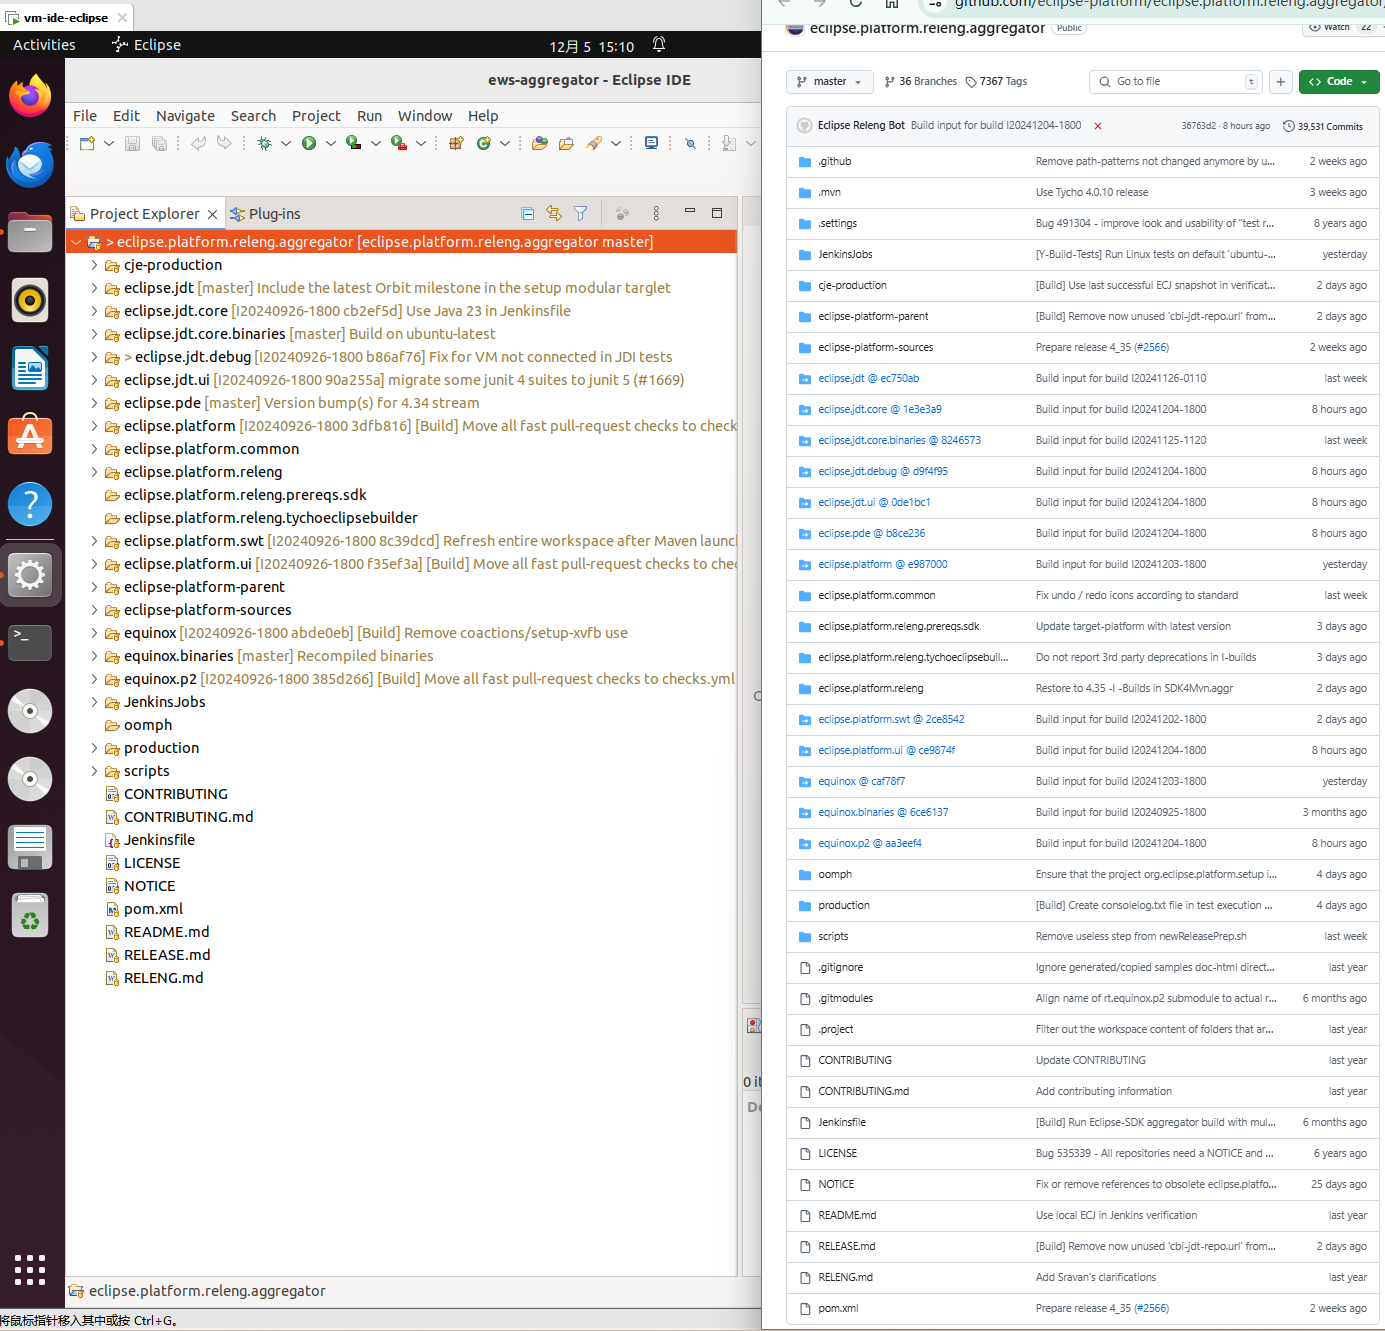 vm-ide-eclipse
Activities
Eclipse
12月 5 15:10
ews-aggregator - Eclipse IDE
File Edit Navigate Search Project Run Window Help
Project Explorer
Plug-ins
> eclipse.platform.releng.aggregator [eclipse.platform.releng.aggregator master]
cje-production
eclipse.jdt [master] Include the latest Orbit milestone in the setup modular targlet
eclipse.jdt.core [I20240926-1800 cb2ef5d] Use Java 23 in Jenkinsfile
eclipse.jdt.core.binaries [master] Build on ubuntu-latest
> eclipse.jdt.debug [I20240926-1800 b86af76] Fix for VM not connected in JDI tests
eclipse.jdt.ui [I20240926-1800 90a255a] migrate some junit 4 suites to junit 5 (#1669)
eclipse.pde [master] Version bump(s) for 4.34 stream
eclipse.platform [I20240926-1800 3dfb816] [Build] Move all fast pull-request checks to check
eclipse.platform.common
eclipse.platform.releng
eclipse.platform.releng.prereqs.sdk
eclipse.platform.releng.tychoeclipsebuilder
eclipse.platform.swt [I20240926-1800 8c39dcd] Refresh entire workspace after Maven launc
eclipse.platform.ui [I20240926-1800 f35ef3a] [Build] Move all fast pull-request checks to che
eclipse-platform-parent
eclipse-platform-sources
equinox [I20240926-1800 abde0eb] [Build] Remove coactions/setup-xvfb use
equinox.binaries [master] Recompiled binaries
equinox.p2 [I20240926-1800 385d266] [Build] Move all fast pull-request checks to checks.yml
JenkinsJobs
oomph
production
scripts
CONTRIBUTING
CONTRIBUTING.md
Jenkinsfile
LICENSE
NOTICE
pom.xml
README.md
RELEASE.md
RELENG.md
0 it
eclipse.platform.releng.aggregator
将鼠标指针移入其中或按 Ctrl+G。
github.com/eclipse-platform/eclipse.platform.releng.aggregator
eclipse.platform.releng.aggregator Public
Watch 22
master 36 Branches 7367 Tags
Go to file t
Code
Eclipse Releng Bot Build input for build I20241204-1800 36763d2 · 8 hours ago 39,531 Commits
.github Remove path-patterns not changed anymore by u... 2 weeks ago
.mvn Use Tycho 4.0.10 release 3 weeks ago
.settings Bug 491304 - improve look and usability of "test r... 8 years ago
JenkinsJobs [Y-Build-Tests] Run Linux tests on default 'ubuntu-... yesterday
cje-production [Build] Use last successful ECJ snapshot in verificat... 2 days ago
eclipse-platform-parent [Build] Remove now unused 'cbi-jdt-repo.url' from... 2 days ago
eclipse-platform-sources Prepare release 4_35 (#2566) 2 weeks ago
eclipse.jdt @ ec750ab Build input for build I20241126-0110 last week
eclipse.jdt.core @ 1e3e3a9 Build input for build I20241204-1800 8 hours ago
eclipse.jdt.core.binaries @ 8246573 Build input for build I20241125-1120 last week
eclipse.jdt.debug @ d9f4f95 Build input for build I20241204-1800 8 hours ago
eclipse.jdt.ui @ 0de1bc1 Build input for build I20241204-1800 8 hours ago
eclipse.pde @ b8ce236 Build input for build I20241204-1800 8 hours ago
eclipse.platform @ e987000 Build input for build I20241203-1800 yesterday
eclipse.platform.common Fix undo / redo icons according to standard last week
eclipse.platform.releng.prereqs.sdk Update target-platform with latest version 3 days ago
eclipse.platform.releng.tychoeclipsebuil... Do not report 3rd party deprecations in I-builds 3 days ago
eclipse.platform.releng Restore to 4.35 -I -Builds in SDK4Mvn.aggr 2 days ago
eclipse.platform.swt @ 2ce8542 Build input for build I20241202-1800 2 days ago
eclipse.platform.ui @ ce9874f Build input for build I20241204-1800 8 hours ago
equinox @ caf78f7 Build input for build I20241203-1800 yesterday
equinox.binaries @ 6ce6137 Build input for build I20240925-1800 3 months ago
equinox.p2 @ aa3eef4 Build input for build I20241204-1800 8 hours ago
oomph Ensure that the project org.eclipse.platform.setup i... 4 days ago
production [Build] Create consolelog.txt file in test execution ... 4 days ago
scripts Remove useless step from newReleasePrep.sh last week
.gitignore Ignore generated/copied samples doc-html direct... last year
.gitmodules Align name of rt.equinox.p2 submodule to actual r... 6 months ago
.project Filter out the workspace content of folders that ar... last year
CONTRIBUTING Update CONTRIBUTING last year
CONTRIBUTING.md Add contributing information last year
Jenkinsfile [Build] Run Eclipse-SDK aggregator build with mul... 6 months ago
LICENSE Bug 535339 - All repositories need a NOTICE and ... 6 years ago
NOTICE Fix or remove references to obsolete eclipse.platfo... 25 days ago
README.md Use local ECJ in Jenkins verification last year
RELEASE.md [Build] Remove now unused 'cbi-jdt-repo.url' from... 2 days ago
RELENG.md Add Sravan's clarifications last year
pom.xml Prepare release 4_35 (#2566) 2 weeks ago